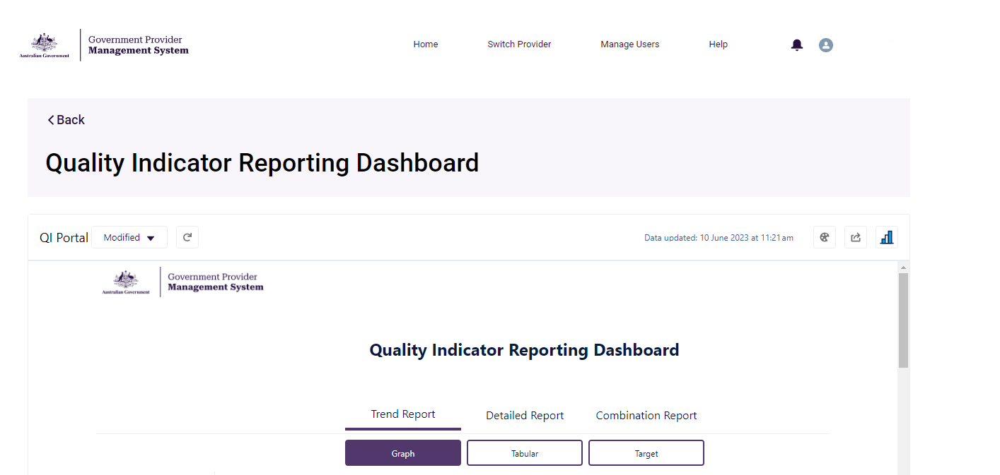 Australian Government
Government Provider
Management System
Home
Switch Provider
Manage Users
Help
Back
Quality Indicator Reporting Dashboard
QI Portal
Modified
Data updated: 10 June 2023 at 11:21 am
Australian Government
Government Provider
Management System
Quality Indicator Reporting Dashboard
Trend Report
Detailed Report
Combination Report
Graph
Tabular
Target